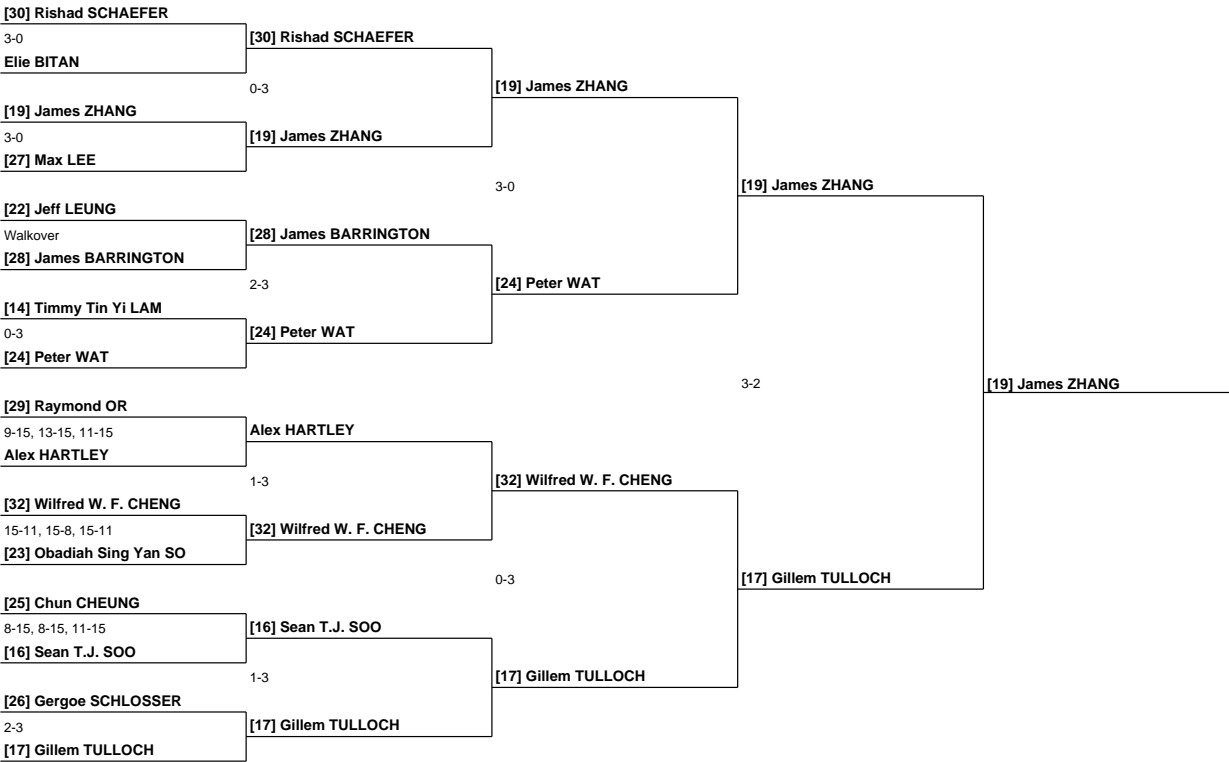 [30] Rishad SCHAEFER
3-0
Elie BITAN
[19] James ZHANG
3-0
[27] Max LEE
[22] Jeff LEUNG
Walkover
[28] James BARRINGTON
[14] Timmy Tin Yi LAM
0-3
[24] Peter WAT
[29] Raymond OR
9-15, 13-15, 11-15
Alex HARTLEY
[32] Wilfred W. F. CHENG
15-11, 15-8, 15-11
[23] Obadiah Sing Yan SO
[25] Chun CHEUNG
8-15, 8-15, 11-15
[16] Sean T.J. SOO
[26] Gergoe SCHLOSSER
2-3
[17] Gillem TULLOCH
[30] Rishad SCHAEFER
0-3
[19] James ZHANG
[28] James BARRINGTON
2-3
[24] Peter WAT
Alex HARTLEY
1-3
[32] Wilfred W. F. CHENG
[16] Sean T.J. SOO
1-3
[17] Gillem TULLOCH
[19] James ZHANG
3-0
[24] Peter WAT
[32] Wilfred W. F. CHENG
0-3
[17] Gillem TULLOCH
[19] James ZHANG
3-2
[17] Gillem TULLOCH
[19] James ZHANG